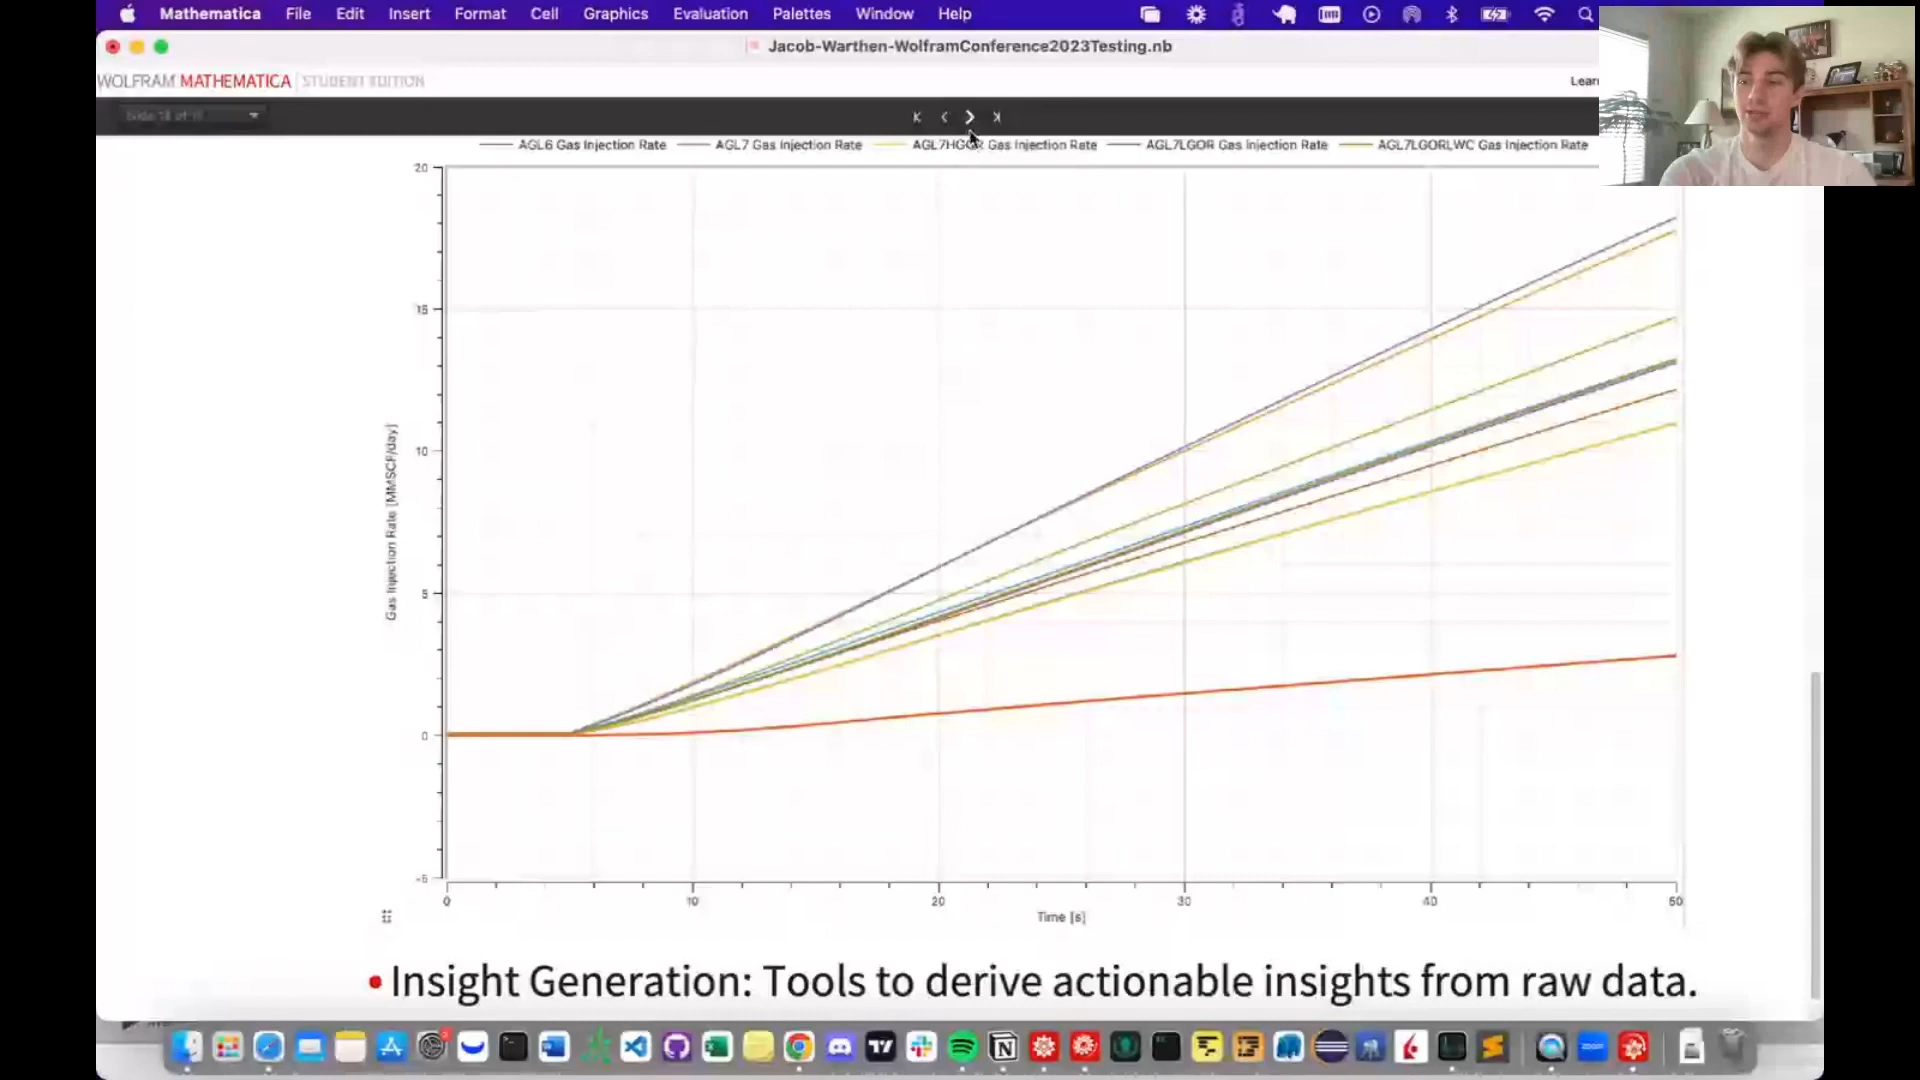 Mathematica File Edit Insert Format Cell Graphics Evaluation Palettes Window Help
Jacob-Warthen-WolframConference2023Testing.nb
WOLFRAM MATHEMATICA STUDENT EDITION
Learn
AGL6 Gas Injection Rate AGL7 Gas Injection Rate AGL7HGOR Gas Injection Rate AGL7LGOR Gas Injection Rate AGL7LGORLWC Gas Injection Rate
20
15
10
5
0
-5
Gas Injection Rate [MMSCF/day]
0 10 20 30 40 50
Time [s]
• Insight Generation: Tools to derive actionable insights from raw data.